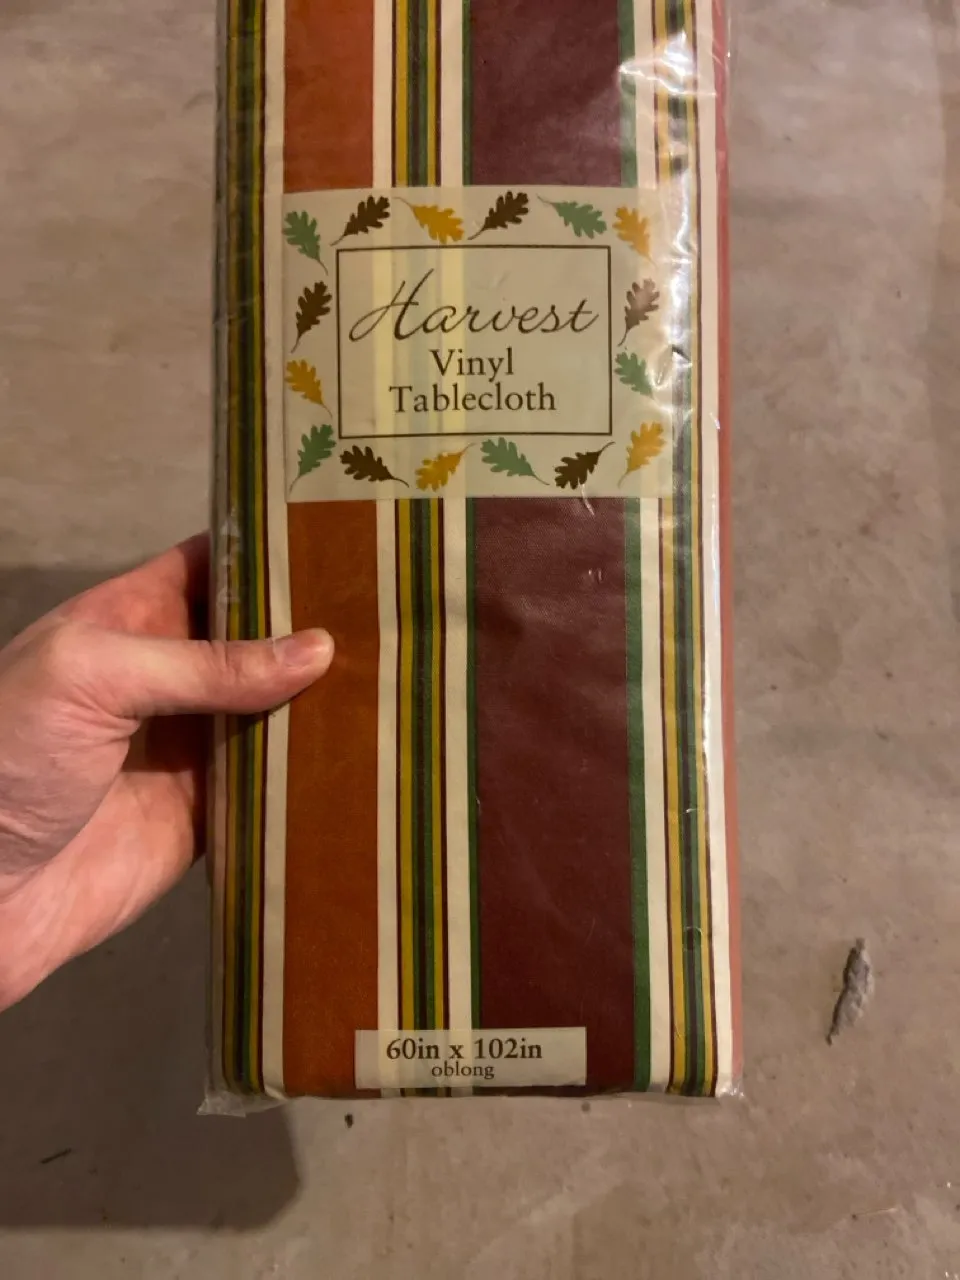 Harvest
Vinyl
Tablecloth
60in x 102in
oblong